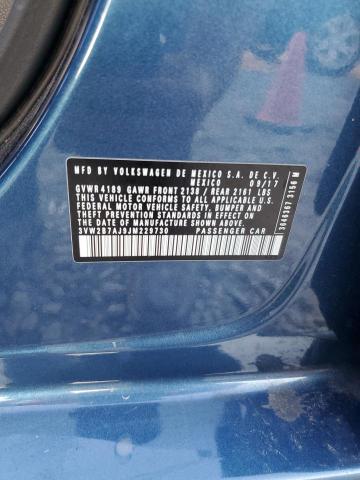 MFD BY VOLKSWAGEN DE MEXICO S.A. DE C.V.
MEXICO 09/17
GVWR 4189 GAWR FRONT 2138 / REAR 2161 LBS
THIS VEHICLE CONFORMS TO ALL APPLICABLE U.S.
FEDERAL MOTOR VEHICLE SAFETY, BUMPER AND
THEFT PREVENTION STANDARDS IN EFFECT ON THE
DATE OF MANUFACTURE SHOWN ABOVE
3VW2B7AJ9JM229730 PASSENGER CAR
3646367 3156 M